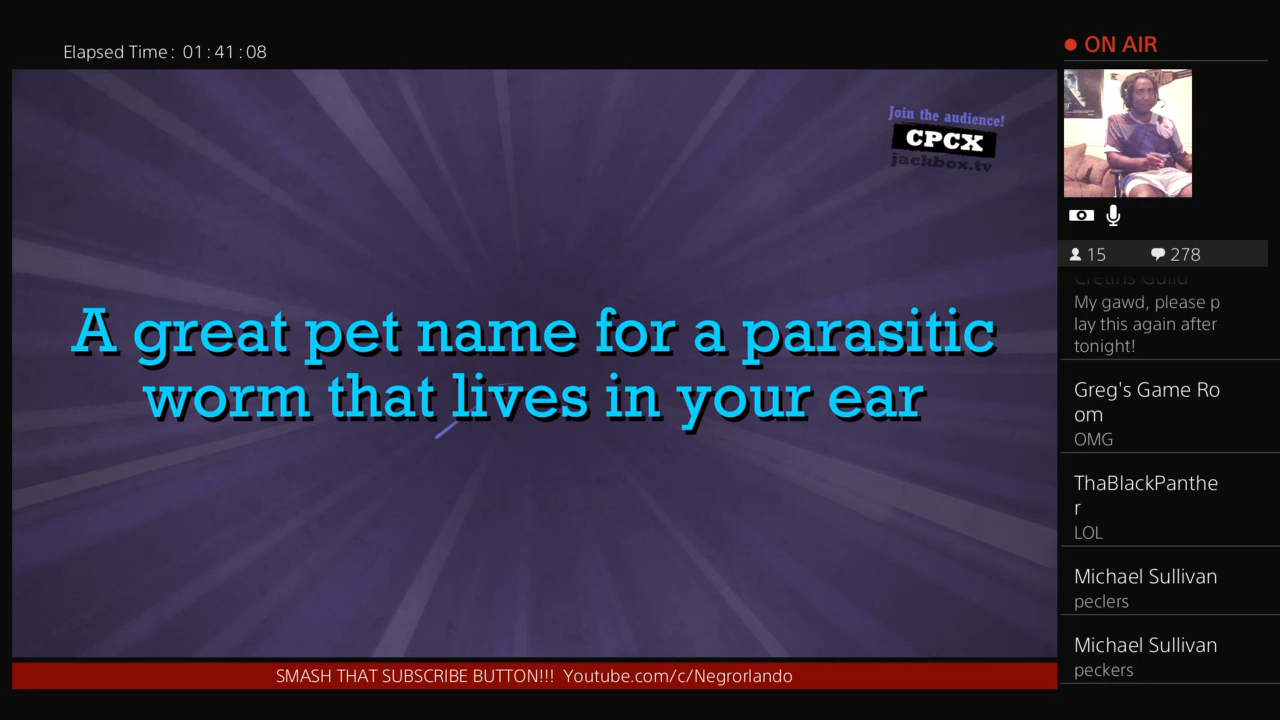 Elapsed Time: 01:41:08
ON AIR
Join the audience!
CPCX
jackbox.tv
A great pet name for a parasitic
worm that lives in your ear
15
278
Cretins Guild
My gawd, please p
lay this again after
tonight!
Greg's Game Ro
om
OMG
ThaBlackPanthe
r
LOL
Michael Sullivan
peclers
Michael Sullivan
peckers
SMASH THAT SUBSCRIBE BUTTON!!! Youtube.com/c/Negrorlando